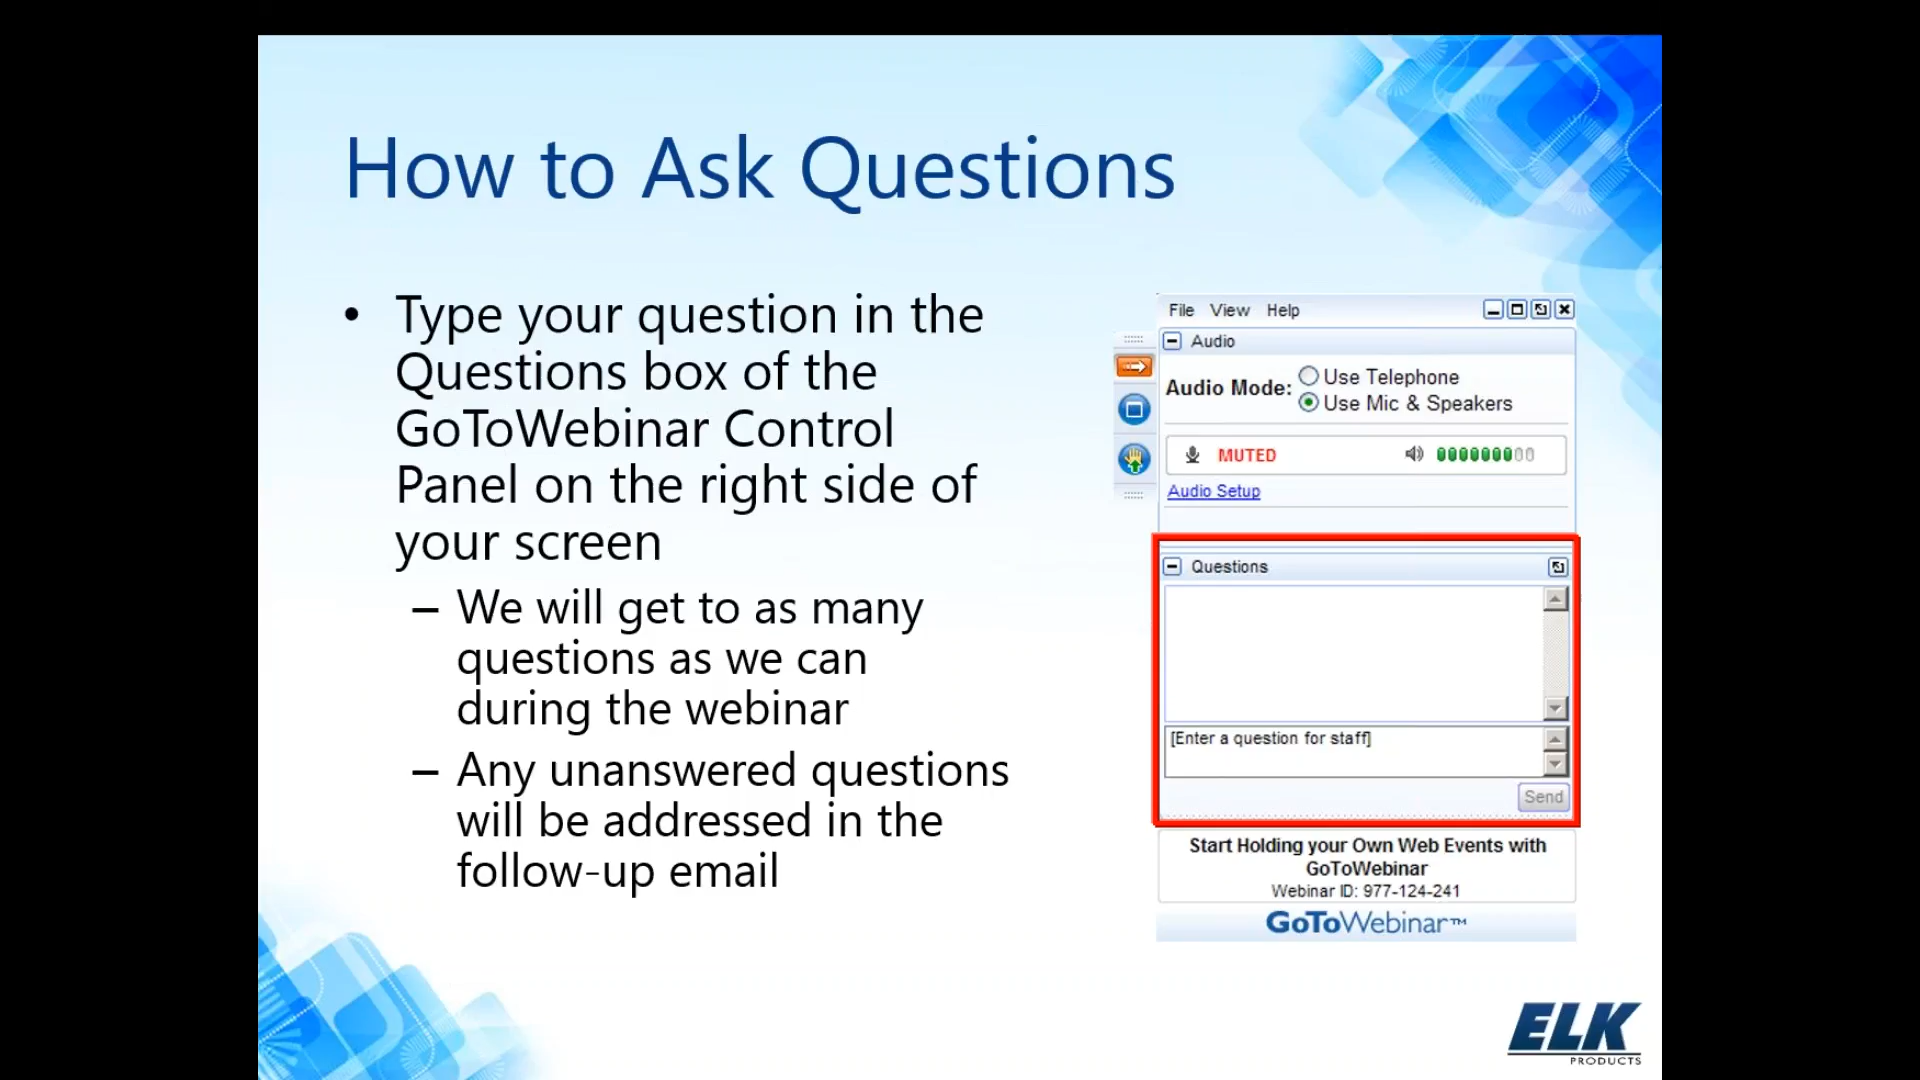 How to Ask Questions
• Type your question in the
Questions box of the
GoToWebinar Control
Panel on the right side of
your screen
– We will get to as many
questions as we can
during the webinar
– Any unanswered questions
will be addressed in the
follow-up email
File View Help
Audio
Audio Mode:
Use Telephone
Use Mic & Speakers
MUTED
Audio Setup
Questions
[Enter a question for staff]
Send
Start Holding your Own Web Events with
GoToWebinar
Webinar ID: 977-124-241
GoToWebinar™
ELK
PRODUCTS